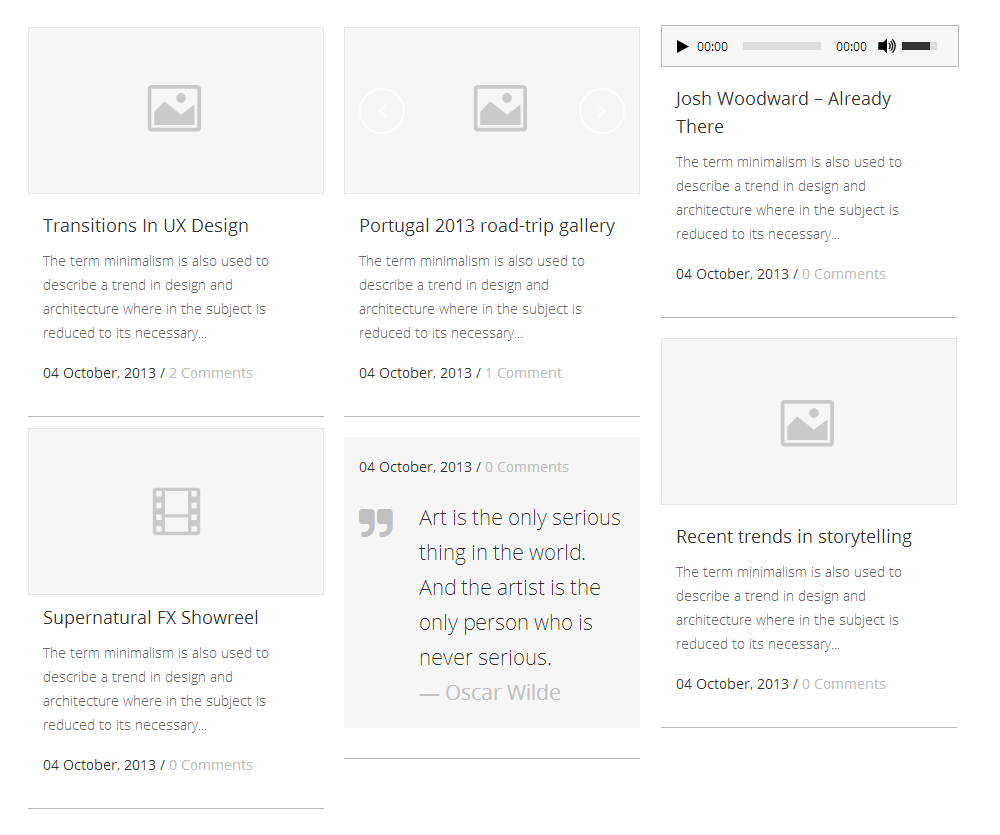 Transitions In UX Design
The term minimalism is also used to
describe a trend in design and
architecture where in the subject is
reduced to its necessary...
04 October, 2013 / 2 Comments
Supernatural FX Showreel
The term minimalism is also used to
describe a trend in design and
architecture where in the subject is
reduced to its necessary...
04 October, 2013 / 0 Comments
Portugal 2013 road-trip gallery
The term minimalism is also used to
describe a trend in design and
architecture where in the subject is
reduced to its necessary...
04 October, 2013 / 1 Comment
04 October, 2013 / 0 Comments
Art is the only serious
thing in the world.
And the artist is the
only person who is
never serious.
— Oscar Wilde
00:00 00:00
Josh Woodward – Already
There
The term minimalism is also used to
describe a trend in design and
architecture where in the subject is
reduced to its necessary...
04 October, 2013 / 0 Comments
Recent trends in storytelling
The term minimalism is also used to
describe a trend in design and
architecture where in the subject is
reduced to its necessary...
04 October, 2013 / 0 Comments